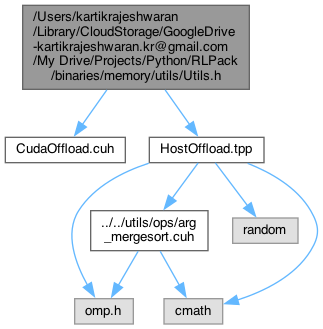 /Users/kartikrajeshwaran
/Library/CloudStorage/GoogleDrive
-kartikrajeshwaran.kr@gmail.com
/My Drive/Projects/Python/RLPack
/binaries/memory/utils/Utils.h
CudaOffload.cuh
HostOffload.tpp
../../utils/ops/arg
_mergesort.cuh
random
omp.h
cmath